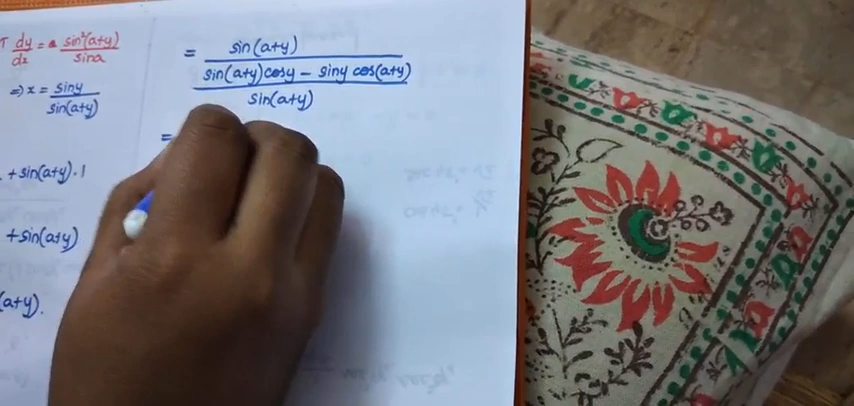 T dy/dx = sin²(a+y)/sina
⇒ x = siny/sin(a+y)
+sin(a+y)·1
+sin(a+y)
(a+y).
= sin(a+y)
sin(a+y)cosy - siny cos(a+y)
sin(a+y)
=